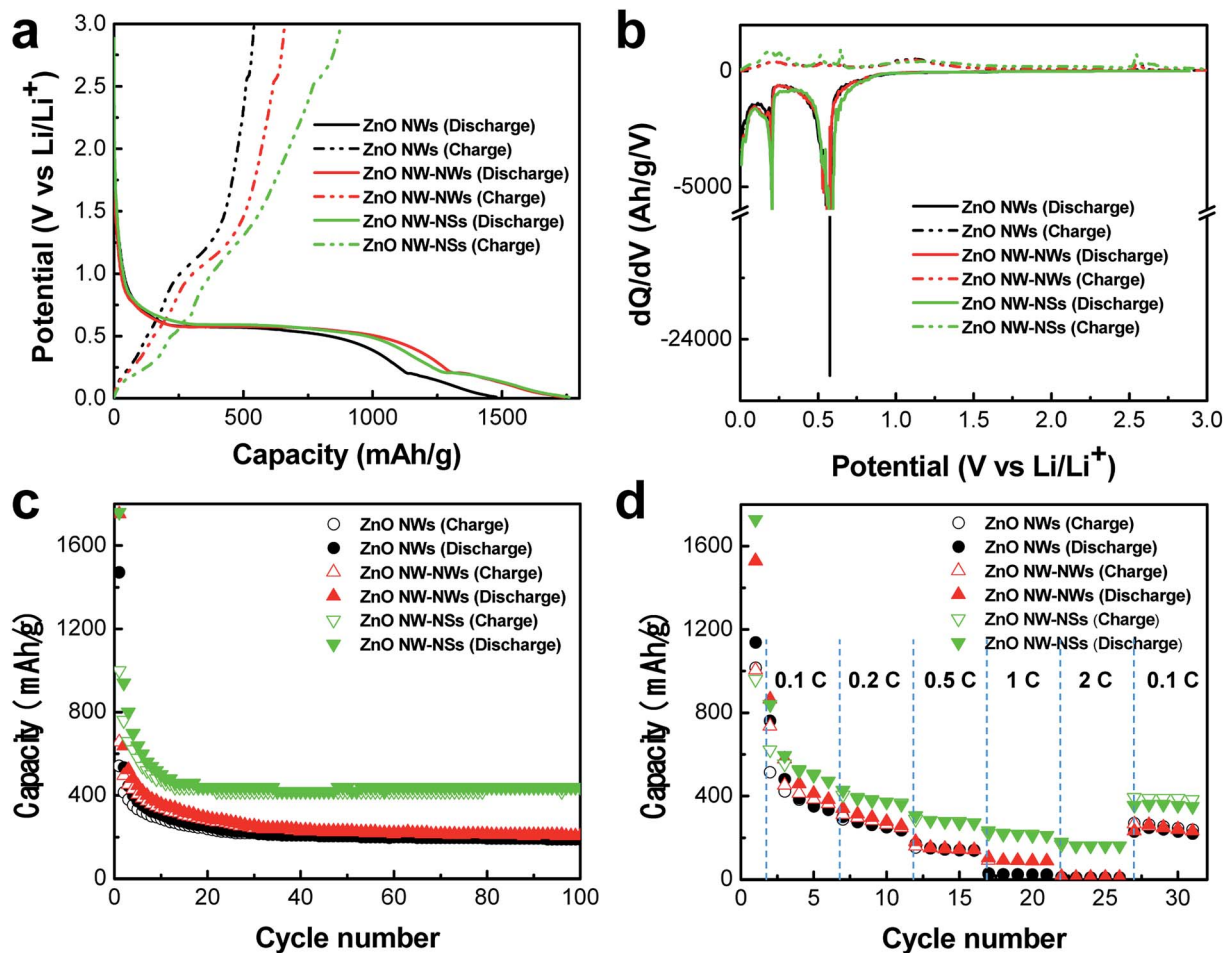 a
3.0
2.5
2.0
1.5
1.0
0.5
0.0
Potential (V vs Li/Li+)
ZnO NWs (Discharge)
ZnO NWs (Charge)
ZnO NW-NWs (Discharge)
ZnO NW-NWs (Charge)
ZnO NW-NSs (Discharge)
ZnO NW-NSs (Charge)
0
500
1000
1500
Capacity (mAh/g)
b
0
-5000
-24000
dQ/dV (Ah/g/V)
ZnO NWs (Discharge)
ZnO NWs (Charge)
ZnO NW-NWs (Discharge)
ZnO NW-NWs (Charge)
ZnO NW-NSs (Discharge)
ZnO NW-NSs (Charge)
0.0
0.5
1.0
1.5
2.0
2.5
3.0
Potential (V vs Li/Li+)
c
1600
1200
800
400
0
Capacity ( mAh/g)
ZnO NWs (Charge)
ZnO NWs (Discharge)
ZnO NW-NWs (Charge)
ZnO NW-NWs (Discharge)
ZnO NW-NSs (Charge)
ZnO NW-NSs (Discharge)
0
20
40
60
80
100
Cycle number
d
1600
1200
800
400
0
Capacity ( mAh/g)
ZnO NWs (Charge)
ZnO NWs (Discharge)
ZnO NW-NWs (Charge)
ZnO NW-NWs (Discharge)
ZnO NW-NSs (Charge)
ZnO NW-NSs (Discharge)
0.1 C
0.2 C
0.5 C
1 C
2 C
0.1 C
0
5
10
15
20
25
30
Cycle number